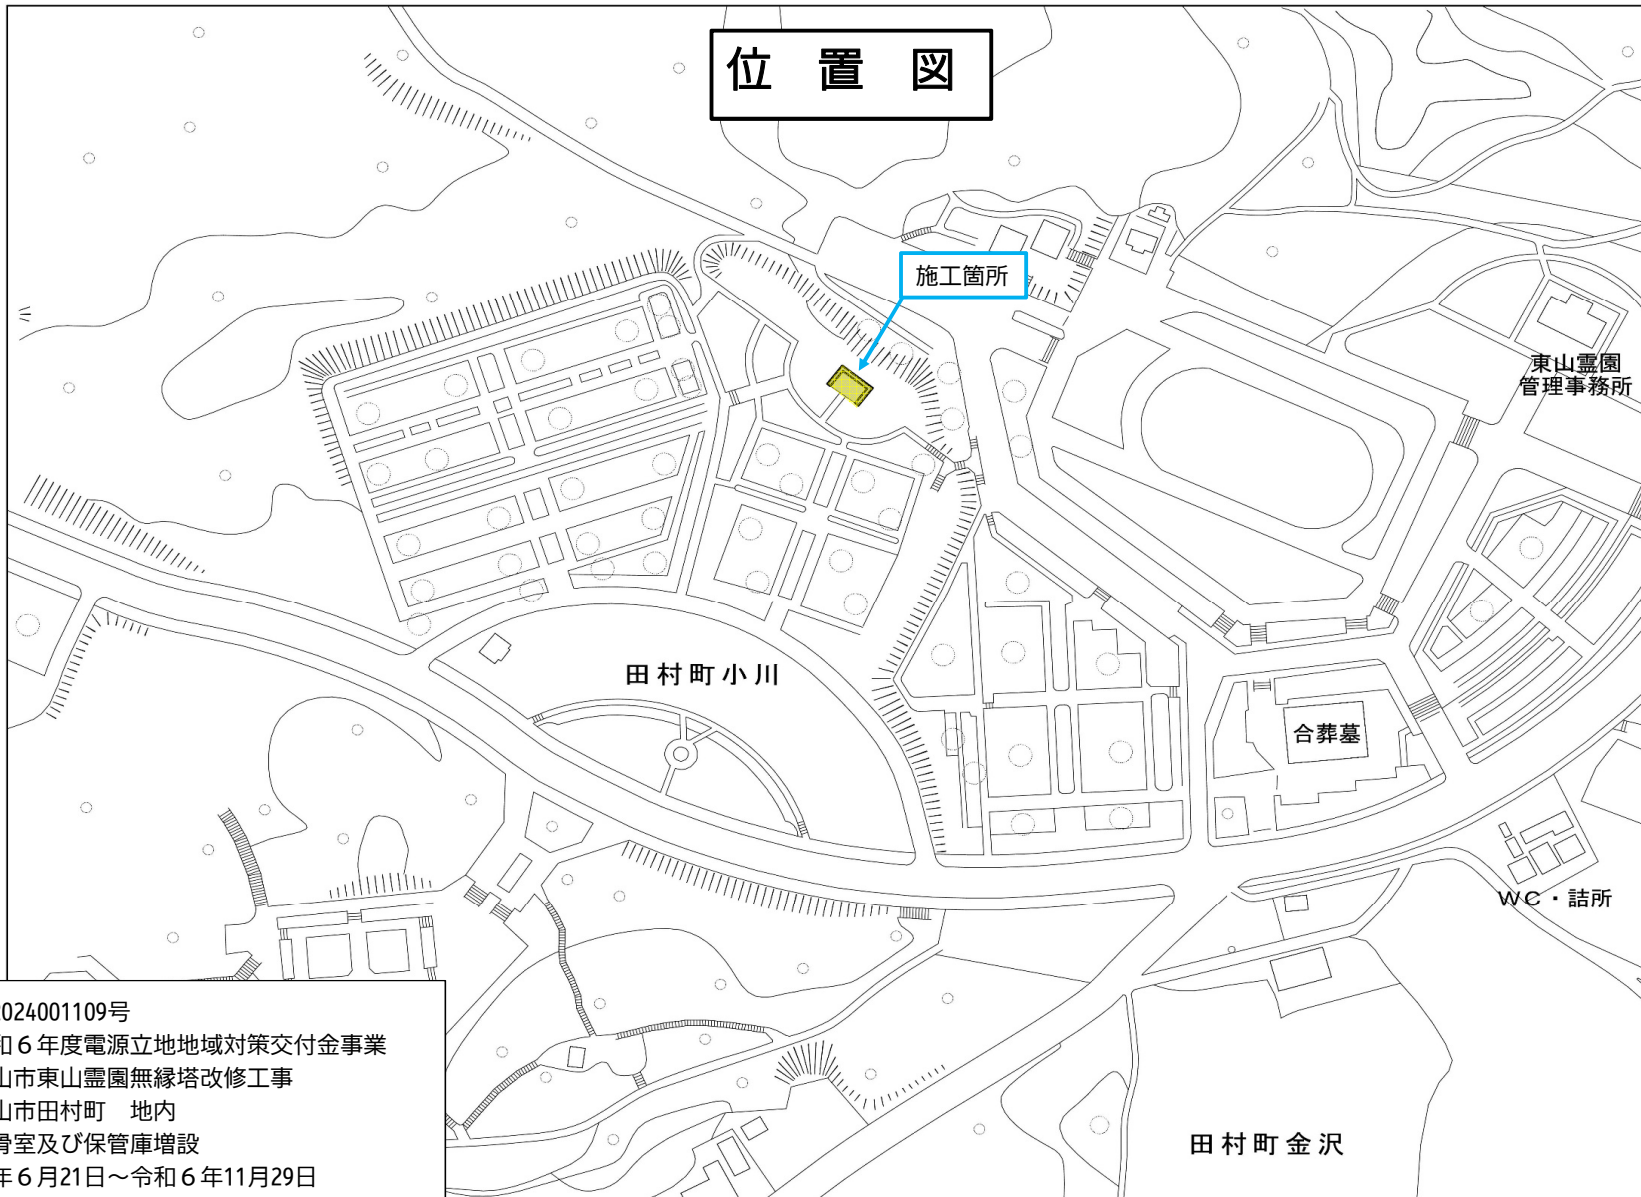 位置図
施工箇所
東山霊園
管理事務所
田村町小川
合葬墓
WC・詰所
田村町金沢
024001109号
和６年度電源立地地域対策交付金事業
山市東山霊園無縁塔改修工事
山市田村町　地内
骨室及び保管庫増設
年６月21日～令和６年11月29日